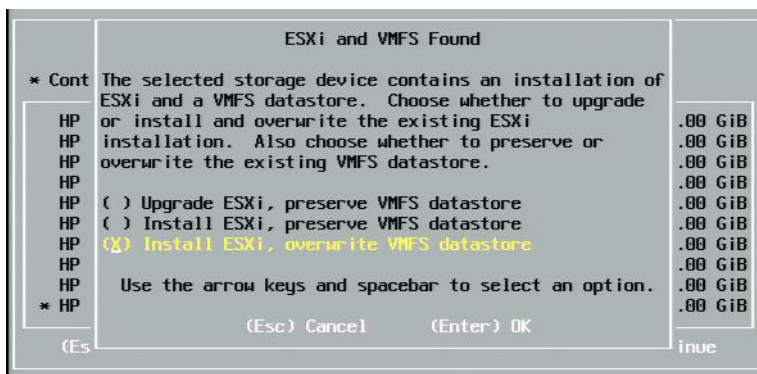 ESXi and VMFS Found
* Cont
The selected storage device contains an installation of
ESXi and a VMFS datastore. Choose whether to upgrade
or install and overwrite the existing ESXi
installation. Also choose whether to preserve or
overwrite the existing VMFS datastore.
( ) Upgrade ESXi, preserve VMFS datastore
( ) Install ESXi, preserve VMFS datastore
(X) Install ESXi, overwrite VMFS datastore
Use the arrow keys and spacebar to select an option.
(Esc) Cancel (Enter) OK
HP .00 GiB
HP .00 GiB
HP .00 GiB
HP .00 GiB
HP .00 GiB
HP .00 GiB
HP .00 GiB
HP .00 GiB
HP .00 GiB
* HP .00 GiB
(Es inue